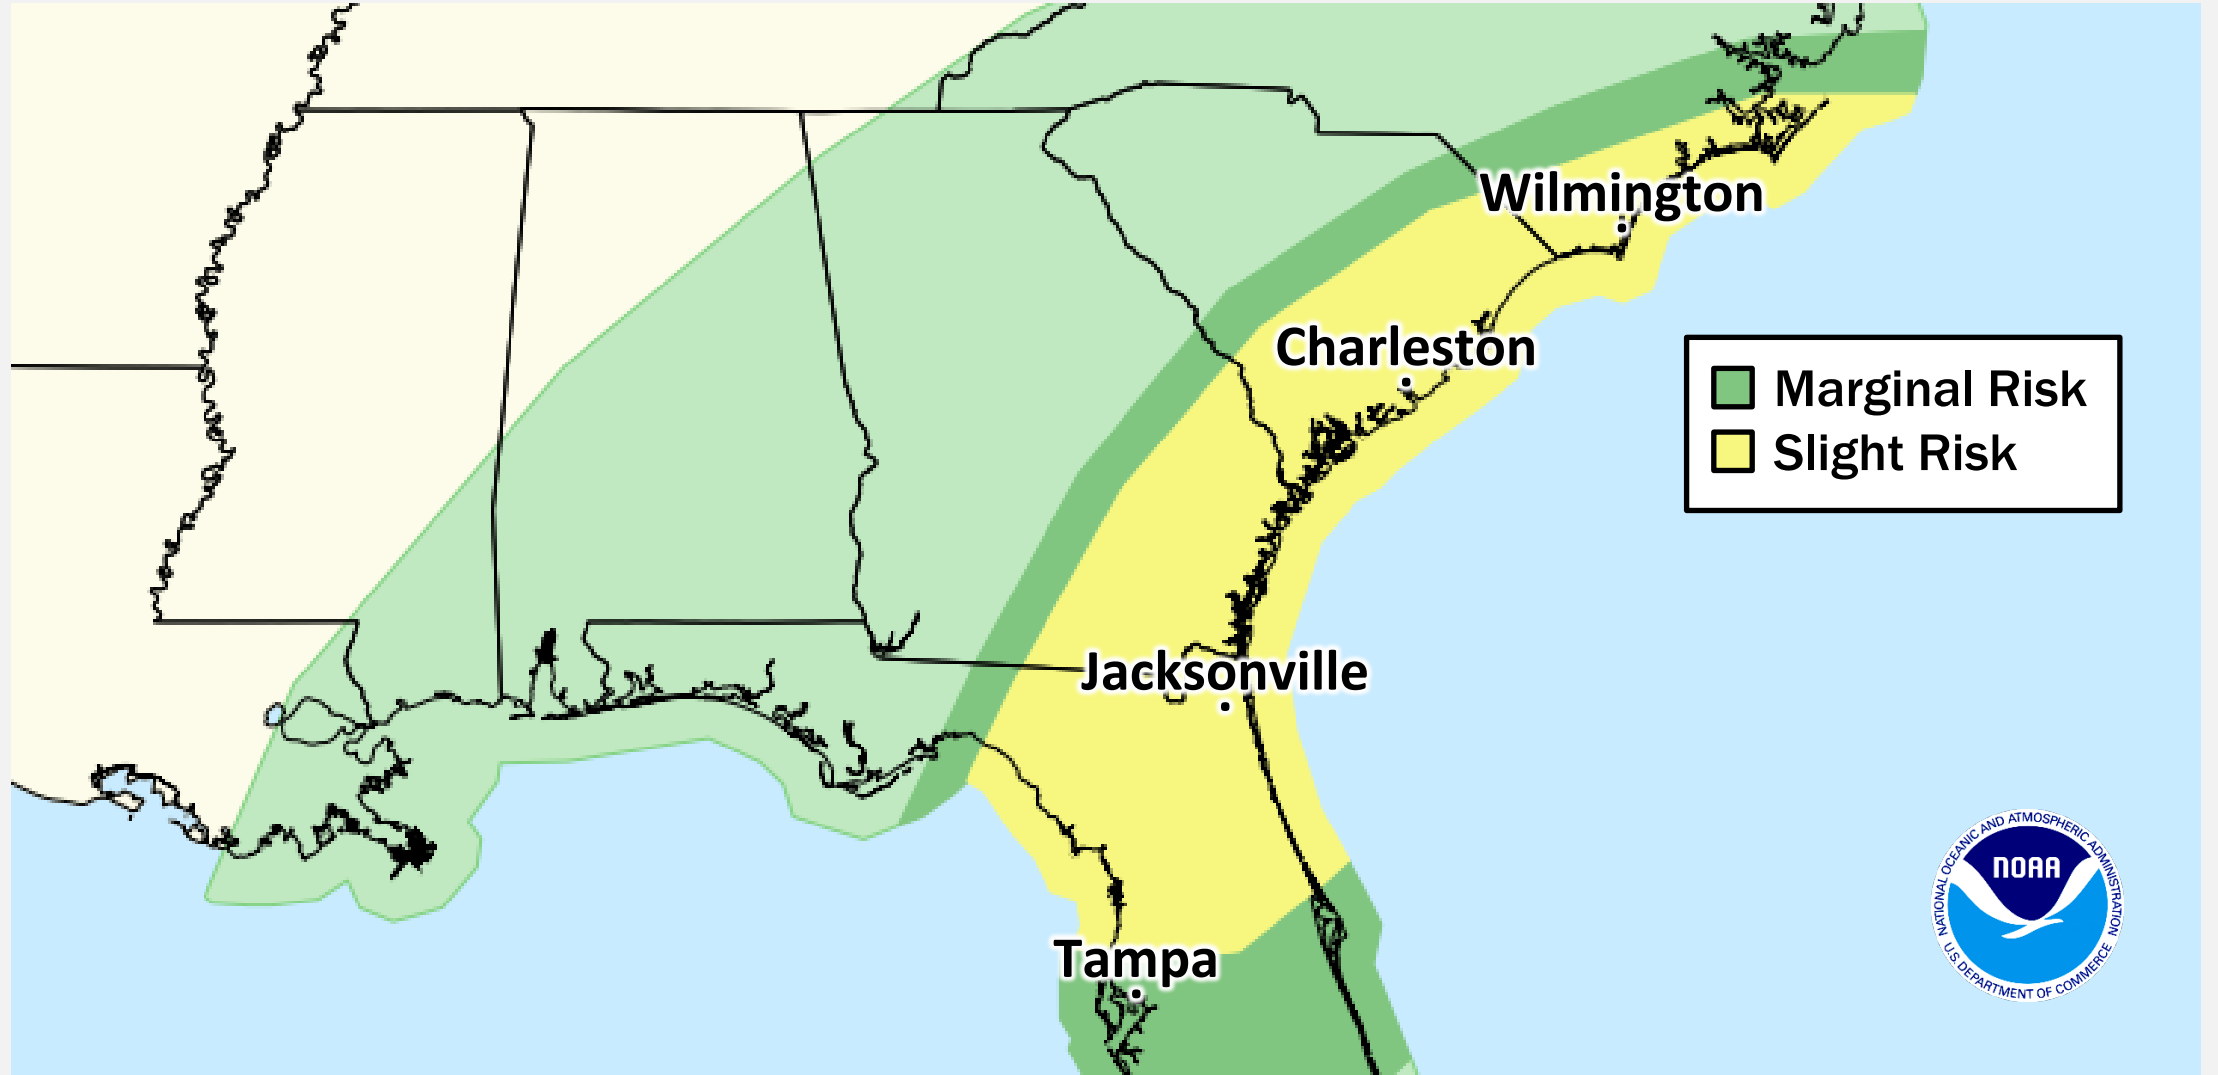 Wilmington
Charleston
Marginal Risk
Slight Risk
Jacksonville
Tampa
NATIONAL OCEANIC AND ATMOSPHERIC ADMINISTRATION
NOAA
U.S. DEPARTMENT OF COMMERCE